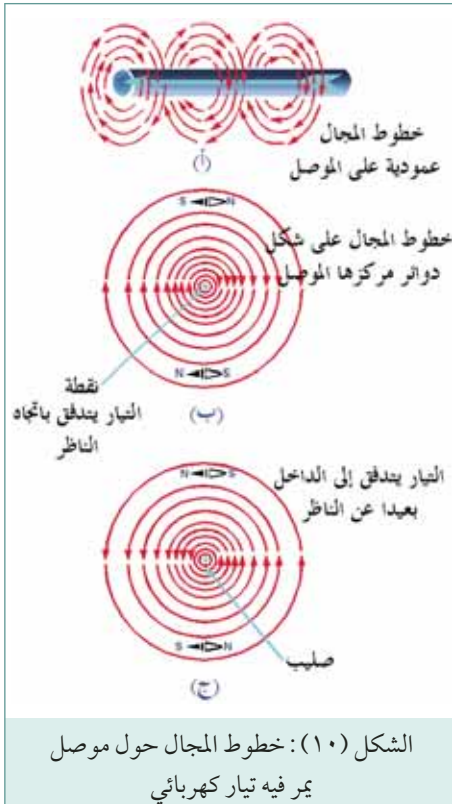 خطوط المجال
عمودية على الموصل
(أ)
S N
خطوط المجال على شكل
دوائر مركزها الموصل
N S
نقطة
التيار يتدفق باتجاه
الناظر
(ب)
التيار يتدفق إلى الداخل
بعيدا عن الناظر
N S
S N
صليب
(ج)
الشكل (١٠): خطوط المجال حول موصل
يمر فيه تيار كهربائي